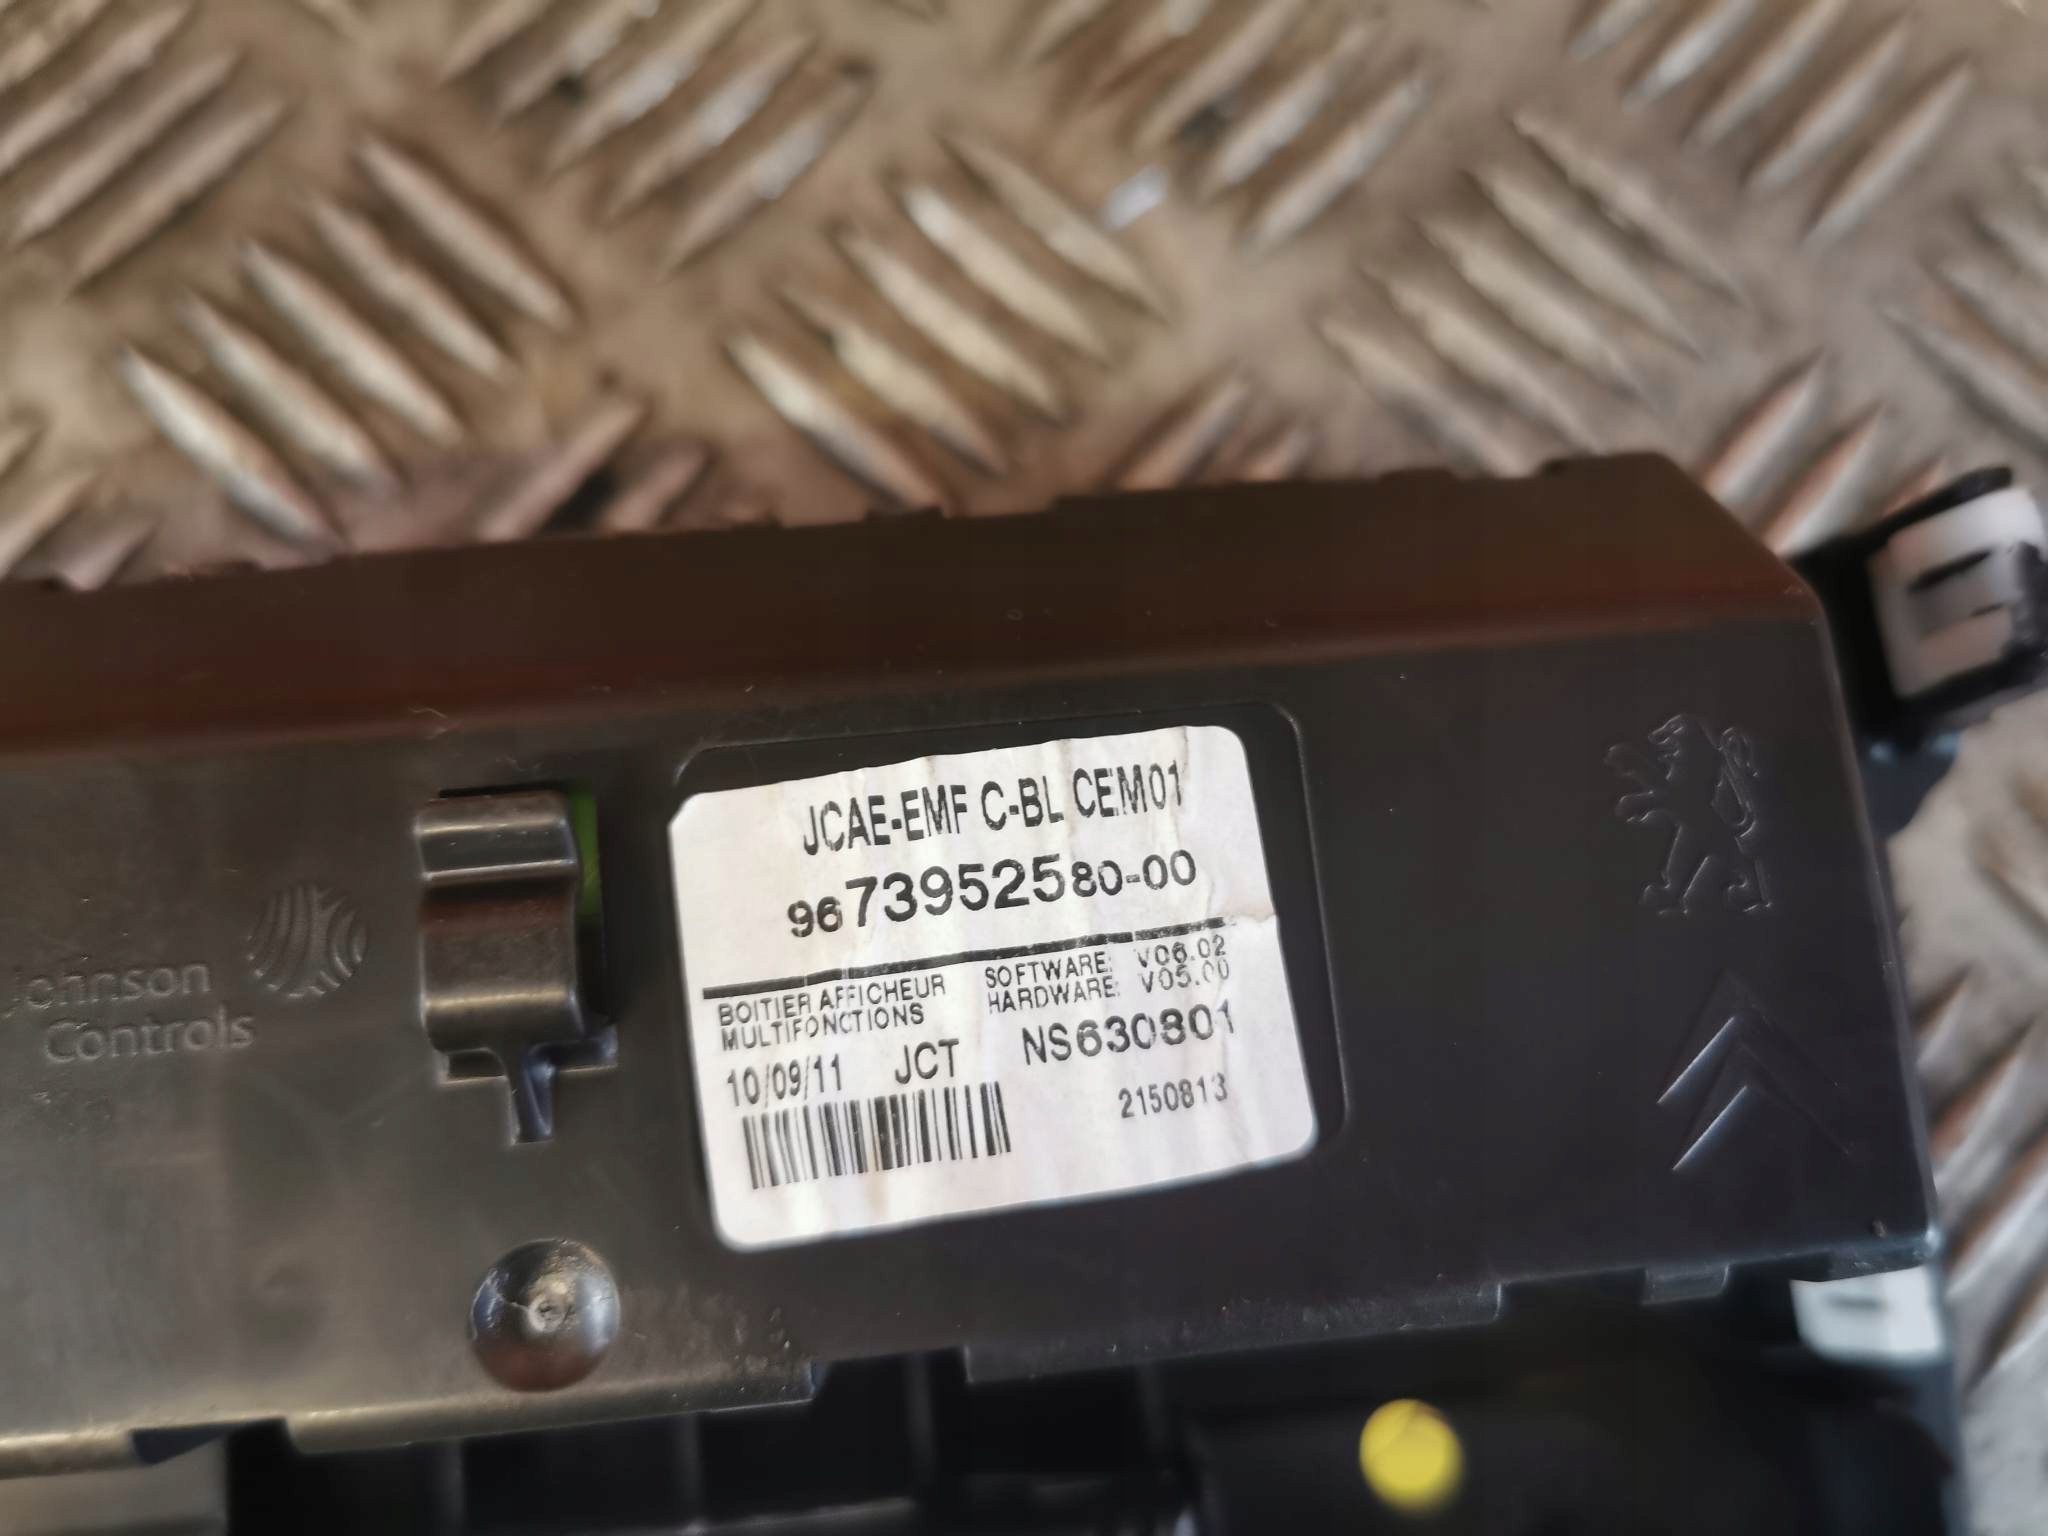 JCAE-EMF C-BL CEM01
9673952580-00
BOITIER AFFICHEUR
MULTIFONCTIONS
SOFTWARE: V06.02
HARDWARE: V05.00
10/09/11 JCT NS630801
2150813
Johnson
Controls